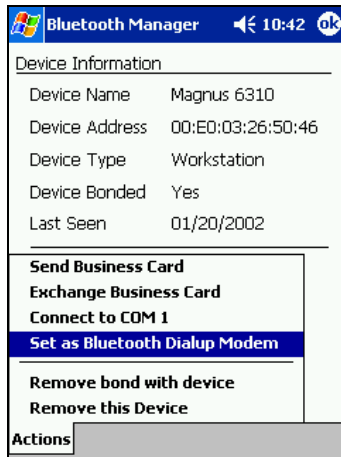 Bluetooth Manager 10:42 ok
Device Information
Device Name Magnus 6310
Device Address 00:E0:03:26:50:46
Device Type Workstation
Device Bonded Yes
Last Seen 01/20/2002
Send Business Card
Exchange Business Card
Connect to COM 1
Set as Bluetooth Dialup Modem
Remove bond with device
Remove this Device
Actions